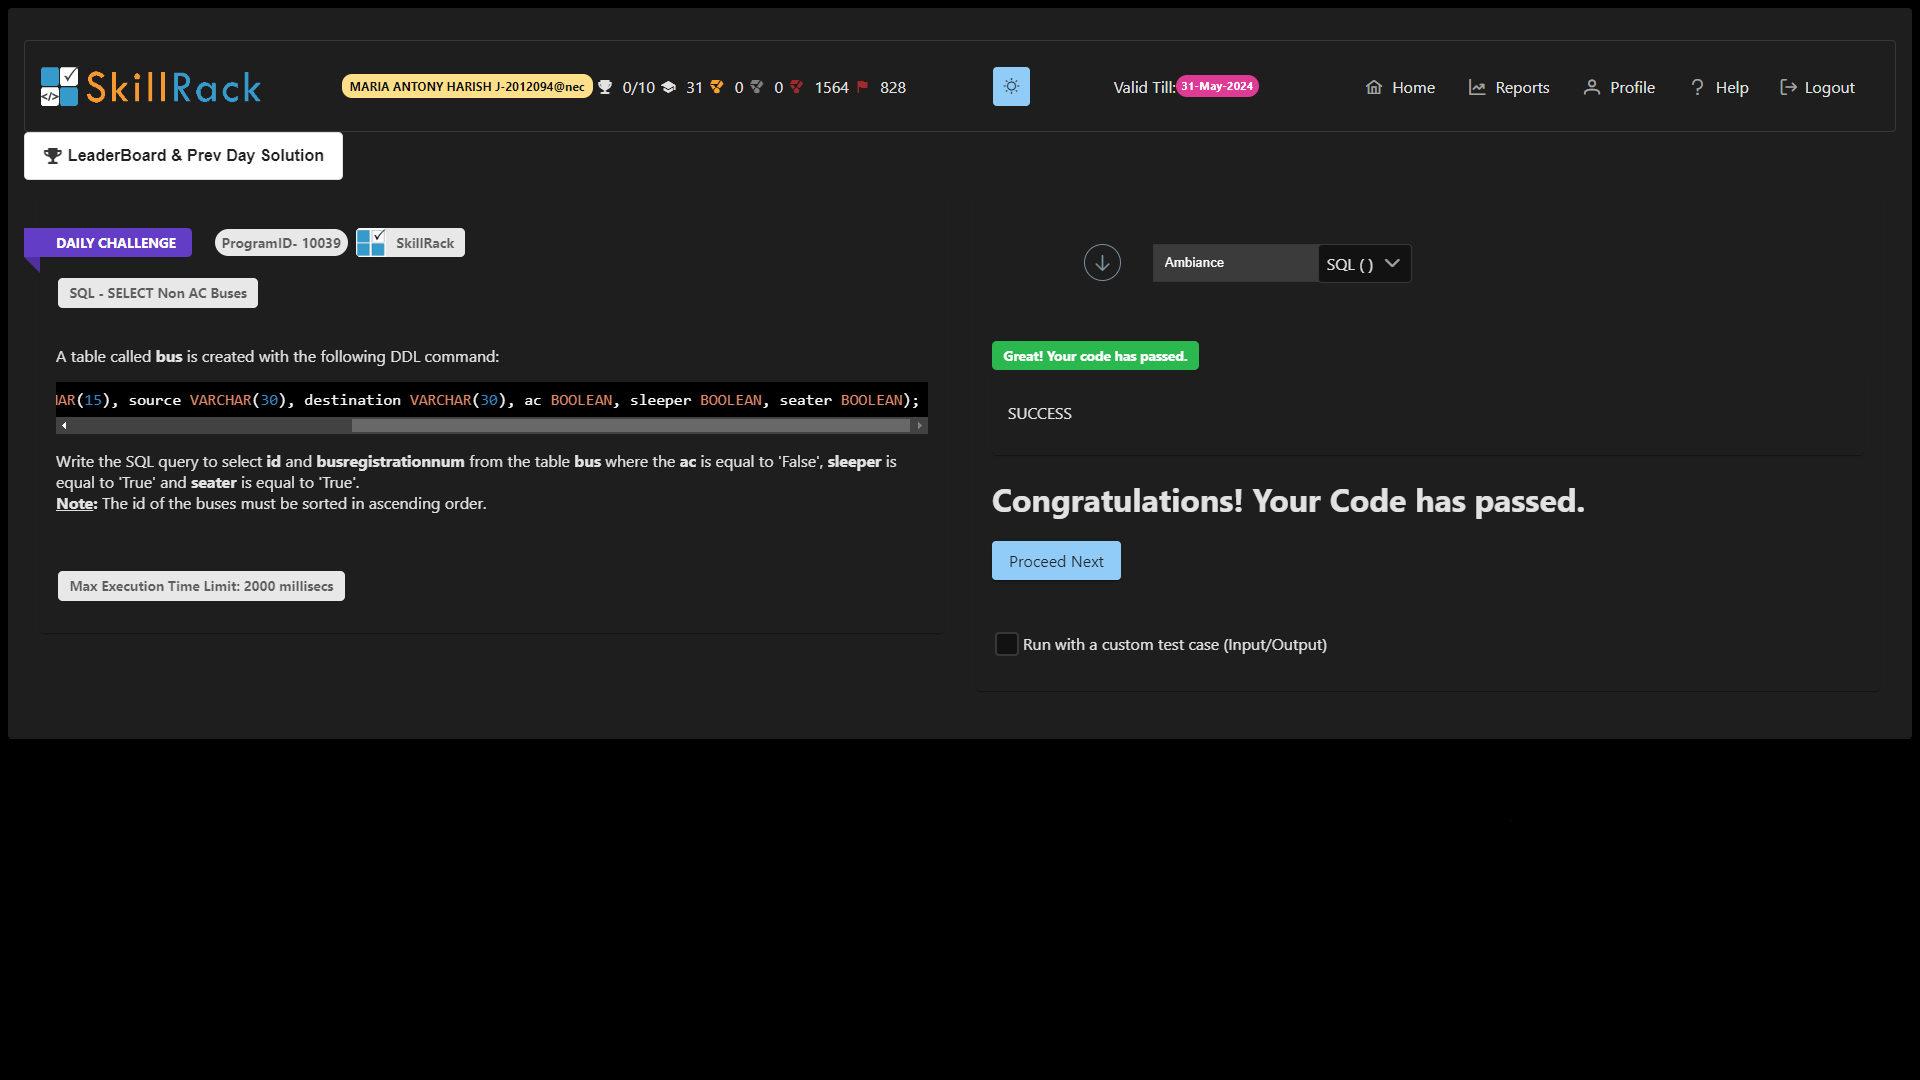 SkillRack
MARIA ANTONY HARISH J-2012094@nec 0/10 31 0 0 1564 828
Valid Till: 31-May-2024
Home Reports Profile Help Logout
LeaderBoard & Prev Day Solution
DAILY CHALLENGE ProgramID- 10039 SkillRack
SQL - SELECT Non AC Buses
A table called bus is created with the following DDL command:
AR(15), source VARCHAR(30), destination VARCHAR(30), ac BOOLEAN, sleeper BOOLEAN, seater BOOLEAN);
Write the SQL query to select id and busregistrationnum from the table bus where the ac is equal to 'False', sleeper is
equal to 'True' and seater is equal to 'True'.
Note: The id of the buses must be sorted in ascending order.
Max Execution Time Limit: 2000 millisecs
Ambiance SQL ( )
Great! Your code has passed.
SUCCESS
Congratulations! Your Code has passed.
Proceed Next
Run with a custom test case (Input/Output)